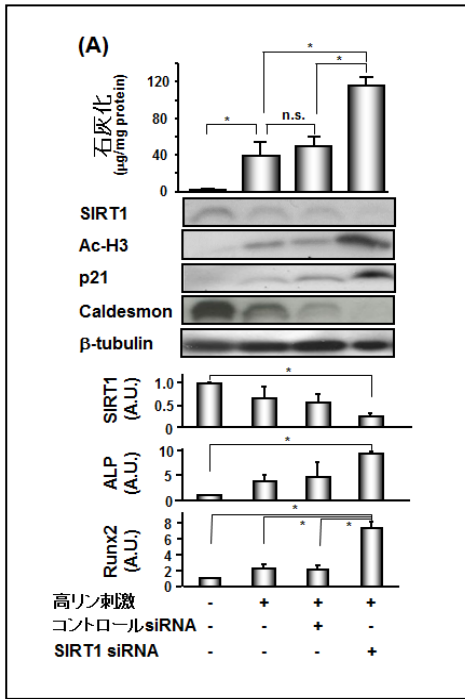 (A)
石灰化
(μg/mg protein)
120
80
40
0
*
*
*
n.s.
SIRT1
Ac-H3
p21
Caldesmon
β-tubulin
SIRT1
(A.U.)
1.0
0.5
0
*
ALP
(A.U.)
10
5
0
*
Runx2
(A.U.)
8
6
4
2
0
*
*
*
高リン刺激 - + + +
コントロールsiRNA - - + -
SIRT1 siRNA - - - +